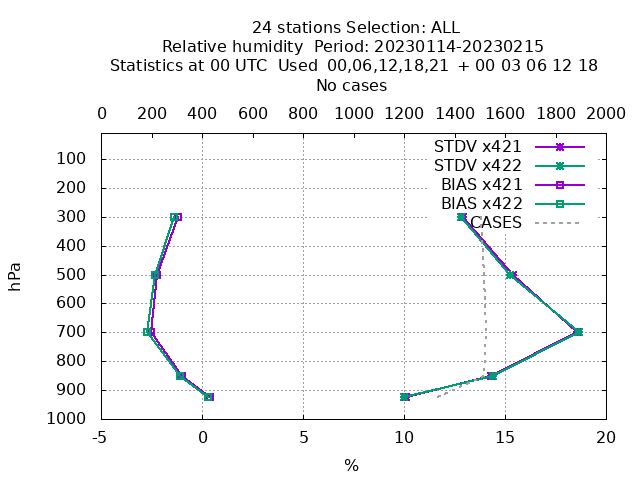 24 stations Selection: ALL
Relative humidity  Period: 20230114-20230215
Statistics at 00 UTC  Used  00,06,12,18,21  + 00 03 06 12 18
No cases
0 200 400 600 800 1000 1200 1400 1600 1800 2000
STDV x421
STDV x422
BIAS x421
BIAS x422
CASES
100
200
300
400
500
600
700
800
900
1000
hPa
-5 0 5 10 15 20
%